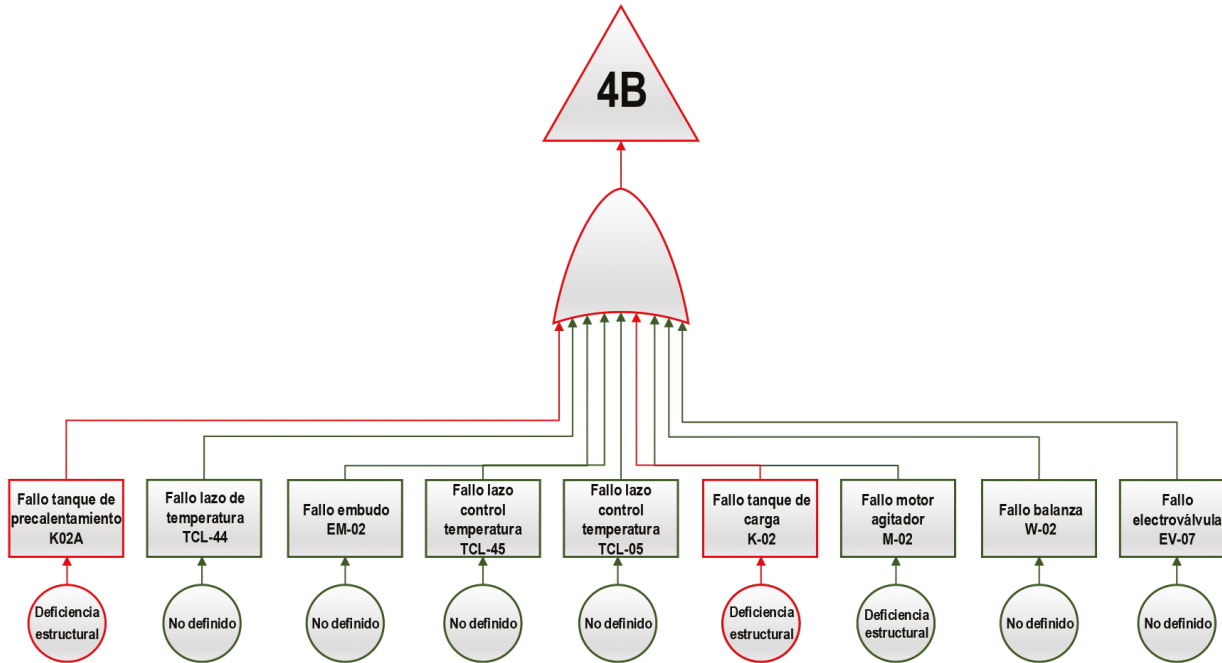 4B
Fallo tanque de
precalentamiento
K02A
Fallo lazo de
temperatura
TCL-44
Fallo embudo
EM-02
Fallo lazo
control
temperatura
TCL-45
Fallo lazo
control
temperatura
TCL-05
Fallo tanque de
carga
K-02
Fallo motor
agitador
M-02
Fallo balanza
W-02
Fallo
electroválvula
EV-07
Deficiencia
estructural
No definido
No definido
No definido
No definido
Deficiencia
estructural
Deficiencia
estructural
No definido
No definido